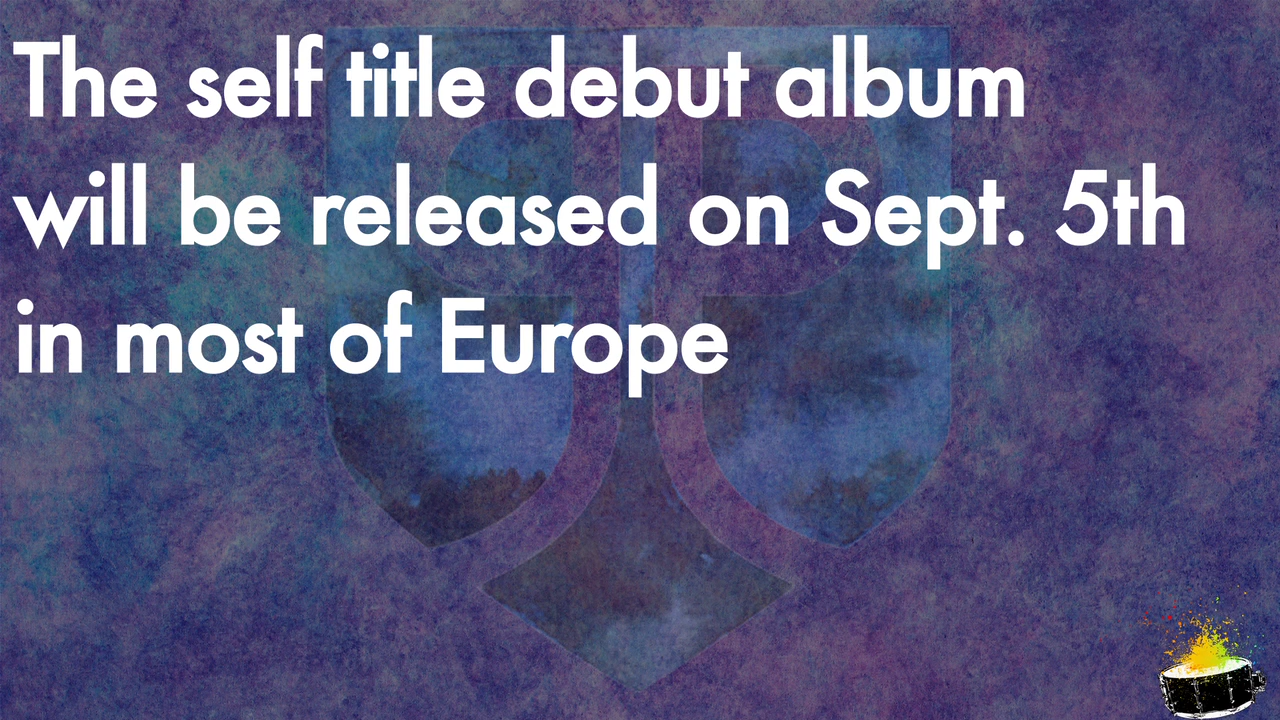 The self title debut album
will be released on Sept. 5th
in most of Europe